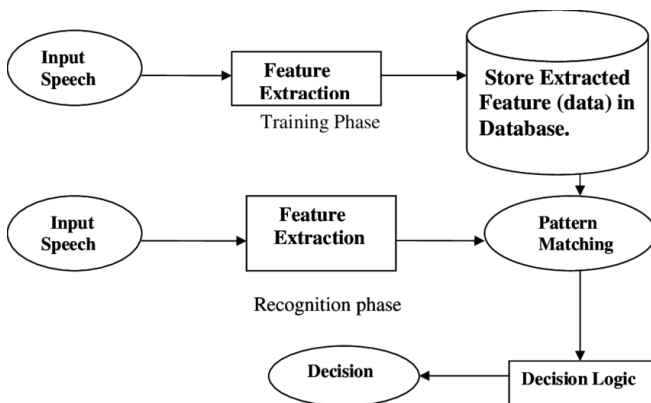 Input
Speech
Feature
Extraction
Store Extracted
Feature (data) in
Database.
Training Phase
Input
Speech
Feature
Extraction
Pattern
Matching
Recognition phase
Decision
Decision Logic